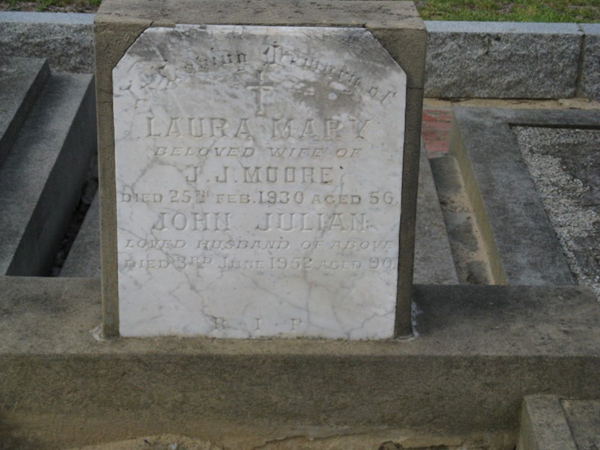 In Loving Memory of
LAURA MARY
BELOVED WIFE OF
J. J. MOORE
DIED 25TH FEB. 1930 AGED 56.
JOHN JULIAN
LOVED HUSBAND OF ABOVE
DIED 3RD JUNE 1952 AGED 90.
R I P